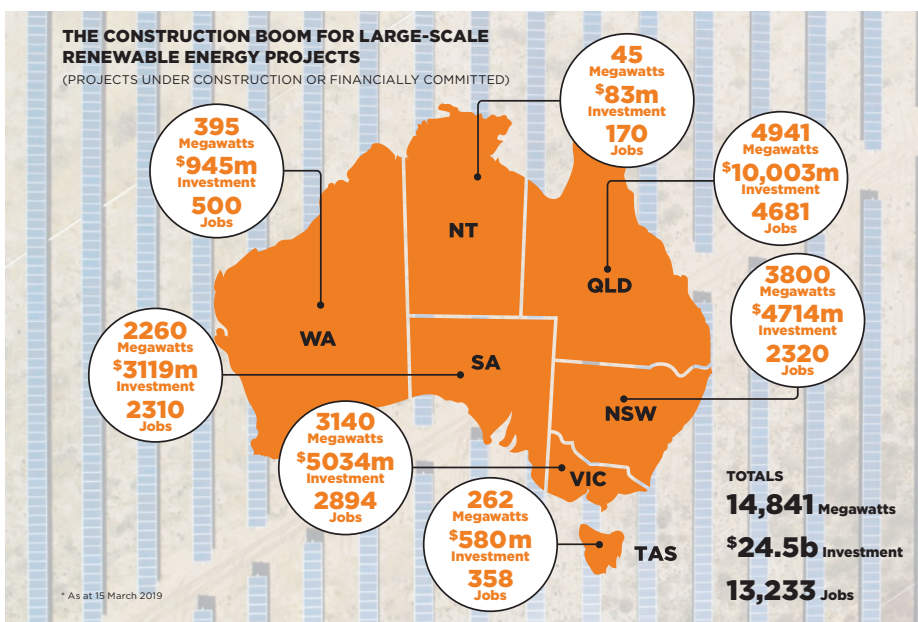 THE CONSTRUCTION BOOM FOR LARGE-SCALE
RENEWABLE ENERGY PROJECTS
(PROJECTS UNDER CONSTRUCTION OR FINANCIALLY COMMITTED)
45
Megawatts
$83m
Investment
170
Jobs
395
Megawatts
$945m
Investment
500
Jobs
4941
Megawatts
$10,003m
Investment
4681
Jobs
NT
QLD
3800
Megawatts
$4714m
Investment
2320
Jobs
WA
2260
Megawatts
$3119m
Investment
2310
Jobs
SA
NSW
3140
Megawatts
$5034m
Investment
2894
Jobs
VIC
262
Megawatts
$580m
Investment
358
Jobs
TAS
TOTALS
14,841 Megawatts
$24.5b Investment
13,233 Jobs
* As at 15 March 2019